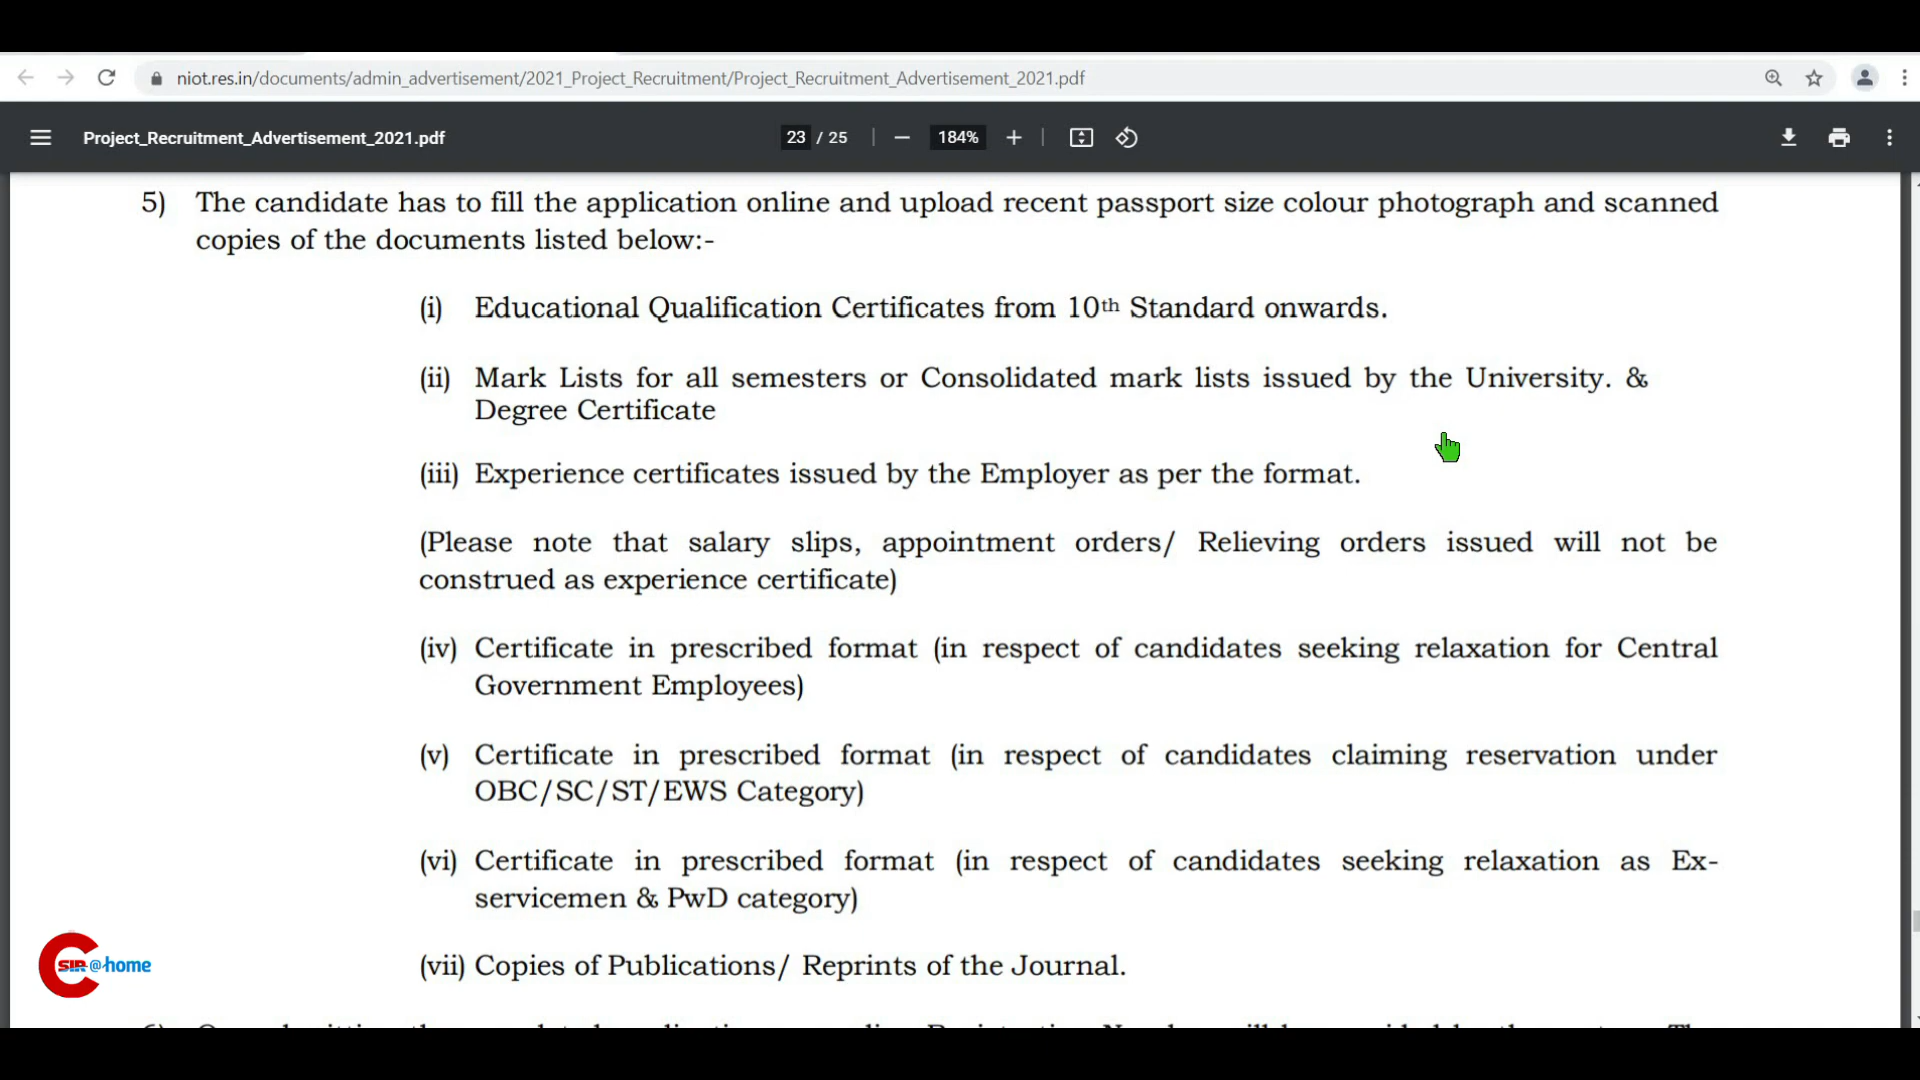 niot.res.in/documents/admin_advertisement/2021_Project_Recruitment/Project_Recruitment_Advertisement_2021.pdf
Project_Recruitment_Advertisement_2021.pdf
23 / 25
184%
5) The candidate has to fill the application online and upload recent passport size colour photograph and scanned
copies of the documents listed below:-
(i) Educational Qualification Certificates from 10th Standard onwards.
(ii) Mark Lists for all semesters or Consolidated mark lists issued by the University. &
Degree Certificate
(iii) Experience certificates issued by the Employer as per the format.
(Please note that salary slips, appointment orders/ Relieving orders issued will not be
construed as experience certificate)
(iv) Certificate in prescribed format (in respect of candidates seeking relaxation for Central
Government Employees)
(v) Certificate in prescribed format (in respect of candidates claiming reservation under
OBC/SC/ST/EWS Category)
(vi) Certificate in prescribed format (in respect of candidates seeking relaxation as Ex-
servicemen & PwD category)
CSIR@home
(vii) Copies of Publications/ Reprints of the Journal.